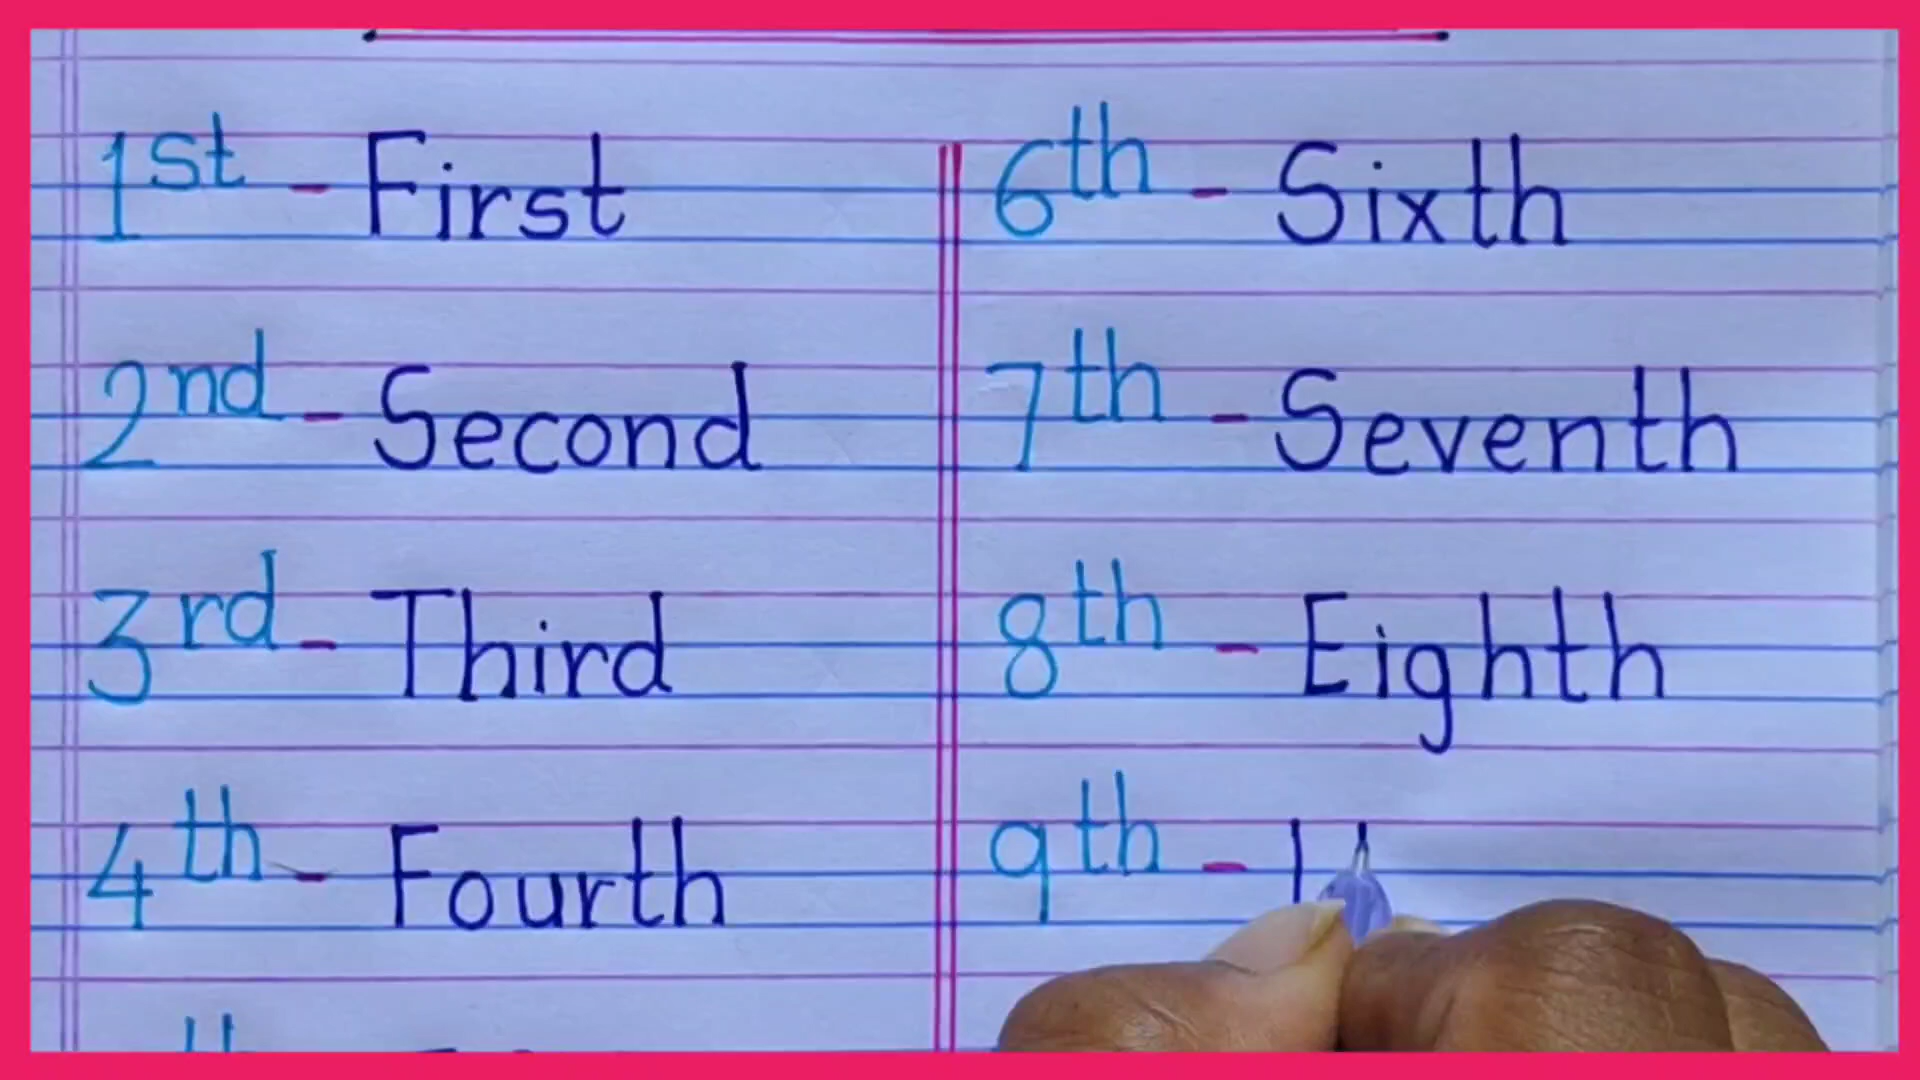 1st - First
2nd - Second
3rd - Third
4th - Fourth
6th - Sixth
7th - Seventh
8th - Eighth
9th -